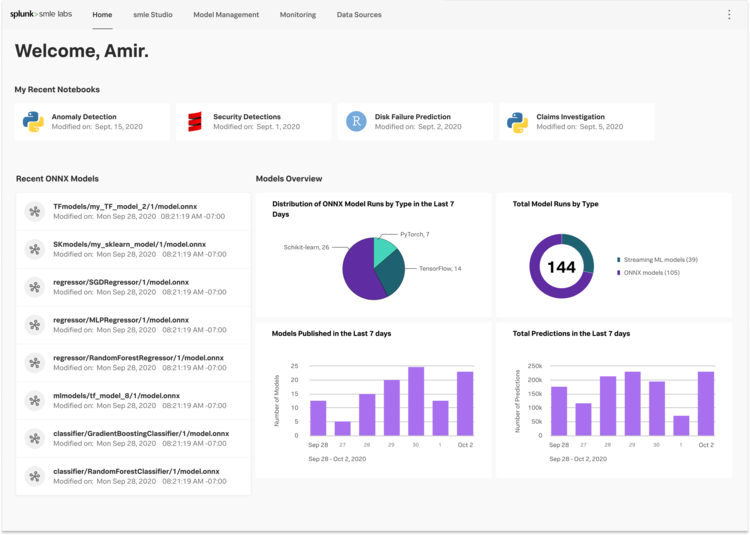 splunk>smle labs
Home
smle Studio
Model Management
Monitoring
Data Sources
Welcome, Amir.
My Recent Notebooks
Anomaly Detection
Modified on: Sept. 15, 2020
Security Detections
Modified on: Sept. 1, 2020
R
Disk Failure Prediction
Modified on: Sept. 2, 2020
Claims Investigation
Modified on: Sept. 5, 2020
Recent ONNX Models
TFmodels/my_TF_model_2/1/model.onnx
Modified on: Mon Sep 28, 2020 08:21:19 AM -07:00
SKmodels/my_sklearn_model/1/model.onnx
Modified on: Mon Sep 28, 2020 08:21:19 AM -07:00
regressor/SGDRegressor/1/model.onnx
Modified on: Mon Sep 28, 2020 08:21:19 AM -07:00
regressor/MLPRegressor/1/model.onnx
Modified on: Mon Sep 28, 2020 08:21:19 AM -07:00
regressor/RandomForestRegressor/1/model.onnx
Modified on: Mon Sep 28, 2020 08:21:19 AM -07:00
mlmodels/tf_model_8/1/model.onnx
Modified on: Mon Sep 28, 2020 08:21:19 AM -07:00
classifier/GradientBoostingClassifier/1/model.onnx
Modified on: Mon Sep 28, 2020 08:21:19 AM -07:00
classifier/RandomForestClassifier/1/model.onnx
Modified on: Mon Sep 28, 2020 08:21:19 AM -07:00
Models Overview
Distribution of ONNX Model Runs by Type in the Last 7
Days
PyTorch, 7
Schikit-learn, 26
TensorFlow, 14
Total Model Runs by Type
144
Streaming ML models (39)
ONNX models (105)
Models Published in the Last 7 days
Number of Models
25
20
15
10
5
0
Sep 28
27
28
29
30
1
Oct 2
Sep 28 - Oct 2, 2020
Total Predictions in the Last 7 days
Number of Predictions
250k
200k
150k
100k
50k
0
Sep 28
27
28
29
30
1
Oct 2
Sep 28 - Oct 2, 2020